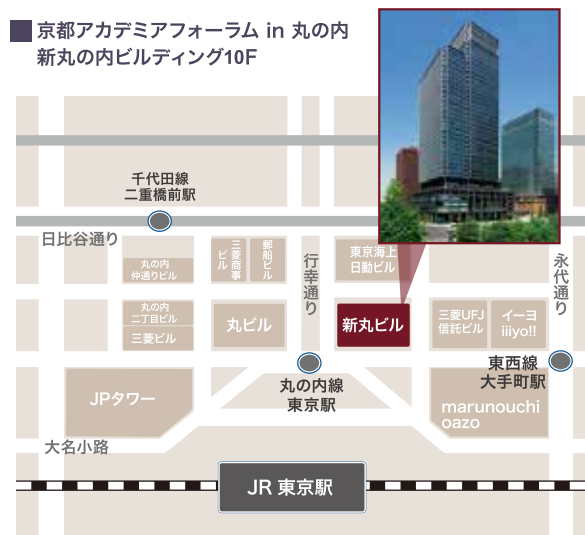 京都アカデミアフォーラム in 丸の内
新丸の内ビルディング10F
千代田線
二重橋前駅
日比谷通り
丸の内
仲通りビル
三菱商事
ビル
郵船ビル
行幸通り
東京海上
日動ビル
永代通り
丸の内
二丁目ビル
三菱ビル
丸ビル
新丸ビル
三菱UFJ
信託ビル
イーヨ
iiiyo!!
丸の内線
東京駅
東西線
大手町駅
JPタワー
marunouchi
oazo
大名小路
JR 東京駅